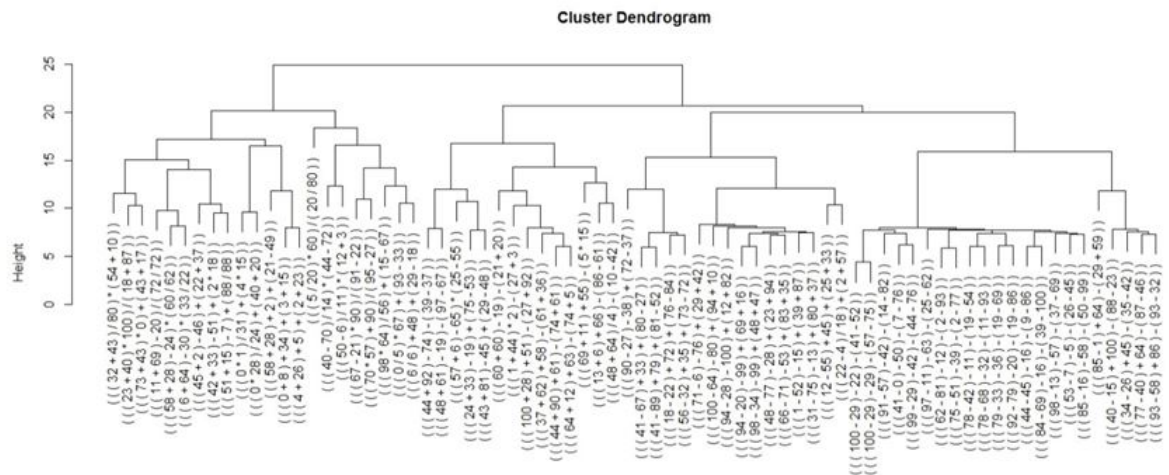 Cluster Dendrogram
Height
25
20
15
10
5
0
(((32 + 43) / 80) * (54 + 10))
(((23 + 40) * 100) / (18 + 87))
(((73 + 43) * 0) + (43 + 17))
(((11 + 69) - 20) / (72 / 72))
(((58 + 28) - 24) * (60 / 62))
(((6 + 64) - 30) + (33 / 22))
(((45 + 2) - 46) + (22 + 37))
(((42 + 33) - 51) + (2 * 18))
(((51 + 15) - 7) + (88 / 88))
(((0 * 1) / 31) + (4 * 15))
(((0 * 28) / 24) + (40 + 20))
(((58 + 28) + 2) + (21 - 49))
(((0 + 8) + 34) + (3 + 15))
(((4 + 26) + 5) + (2 + 23))
(((5 / 20) * 60) / (20 / 80))
(((40 - 70) / 14) * (44 - 72))
(((50 * 6) / 111) * (12 + 3))
(((67 - 21) * 90) / (91 - 22))
(((70 * 57) + 90) / (95 - 27))
(((98 * 64) / 56) + (15 - 67))
(((0 / 5) * 67) + (93 - 33))
(((6 / 6) + 48) + (29 - 18))
(((44 + 92) - 74) - (39 - 37))
(((48 + 61) - 19) + (67 - 97))
(((57 - 6) / 65) * (25 - 55))
(((24 + 33) - 19) + (75 - 53))
(((43 + 81) - 45) + (29 - 48))
(((60 + 60) - 19) - (21 + 20))
(((44 * 2) - 1) - (27 + 3))
(((100 + 28) + 51) - (27 + 92))
(((37 + 62) + 58) - (61 + 36))
(((44 + 90) + 61) - (74 + 61))
(((64 + 12) + 63) - (74 + 5))
(((69 + 11) + 55) - (5 * 15))
(((13 * 6) + 7) + (86 - 61))
(((48 + 64) / 4) - (10 - 42))
(((90 - 27) - 38) + (72 - 37))
(((41 - 67) + 33) + (80 - 27))
(((41 - 89) + 79) + (81 - 52))
(((18 - 22) + 72) + (76 - 84))
(((56 - 32) + 35) + (73 - 72))
(((71 - 6) - 76) + (29 + 42))
(((100 - 64) - 80) + (94 + 10))
(((94 - 28) - 100) + (12 + 82))
(((94 - 20) - 99) + (69 + 16))
(((98 - 34) - 99) + (48 + 47))
(((48 - 77) - 28) + (23 + 94))
(((66 - 71) - 53) + (83 + 35))
(((1 - 52) - 15) + (39 + 87))
(((31 - 75) - 13) + (80 + 37))
(((12 - 55) + 45) + (25 + 33))
(((22 - 4) / 18) * (2 + 57))
(((100 - 29) - 22) - (41 - 52))
(((100 - 29) - 29) - (57 - 75))
(((91 - 57) - 42) - (14 - 82))
(((41 - 0) - 50) - (7 - 76))
(((99 - 29) - 42) - (44 - 76))
(((97 - 11) - 63) - (25 - 62))
(((62 - 81) - 12) - (2 - 93))
(((75 - 51) - 39) - (2 - 77))
(((78 - 42) - 11) - (19 - 54))
(((78 - 68) - 32) - (11 - 93))
(((79 - 33) - 36) - (19 - 69))
(((92 - 79) - 20) - (19 - 86))
(((44 - 45) - 16) - (9 - 86))
(((84 - 69) - 16) - (39 - 100))
(((98 - 13) - 57) - (37 - 69))
(((53 - 7) - 5) - (26 - 45))
(((85 - 16) - 58) - (50 - 99))
(((85 - 1) + 64) - (29 + 59))
(((40 - 15) + 100) - (88 - 23))
(((34 - 26) + 45) - (35 - 42))
(((77 - 40) + 64) - (87 - 46))
(((93 - 58) + 86) - (93 - 32))